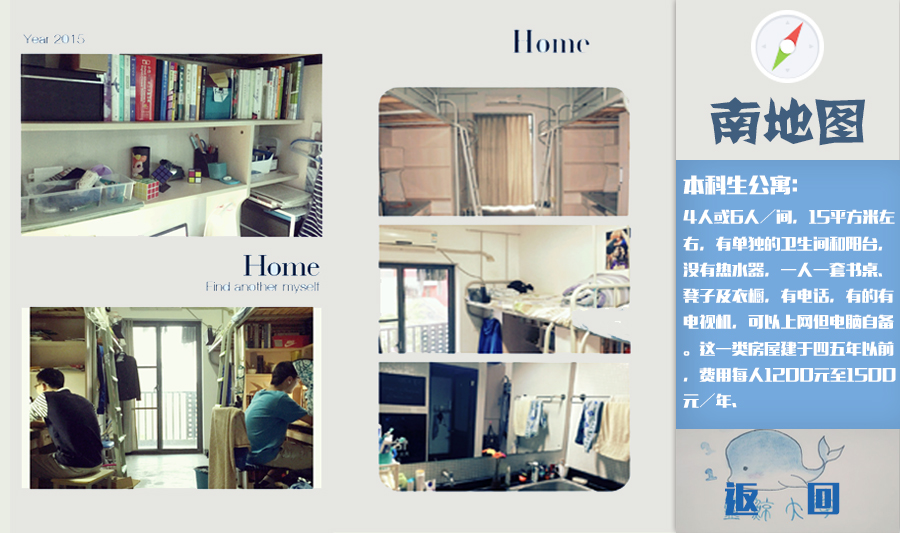 Year 2015
Home
Find another myself
Home
南地图
本科生公寓:
4人或6人／间，15平方米左
右，有单独的卫生间和阳台，
没有热水器，一人一套书桌、
凳子及衣橱，有电话，有的有
电视机，可以上网但电脑自备
。这一类房屋建于四五年以前
，费用每人1200元至1500
元／年、
返 回